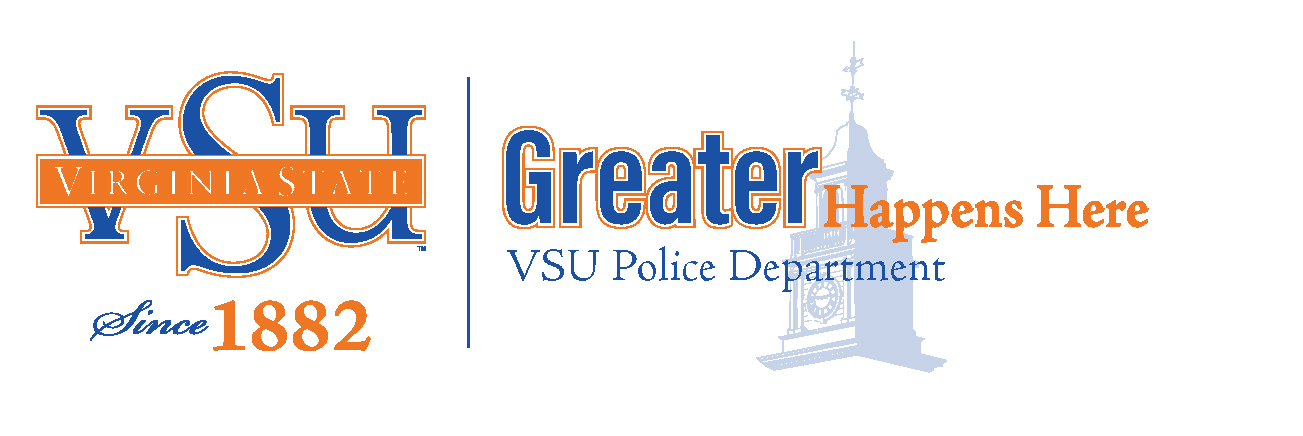 VSU
VIRGINIA STATE
™
Since 1882
Greater Happens Here
VSU Police Department